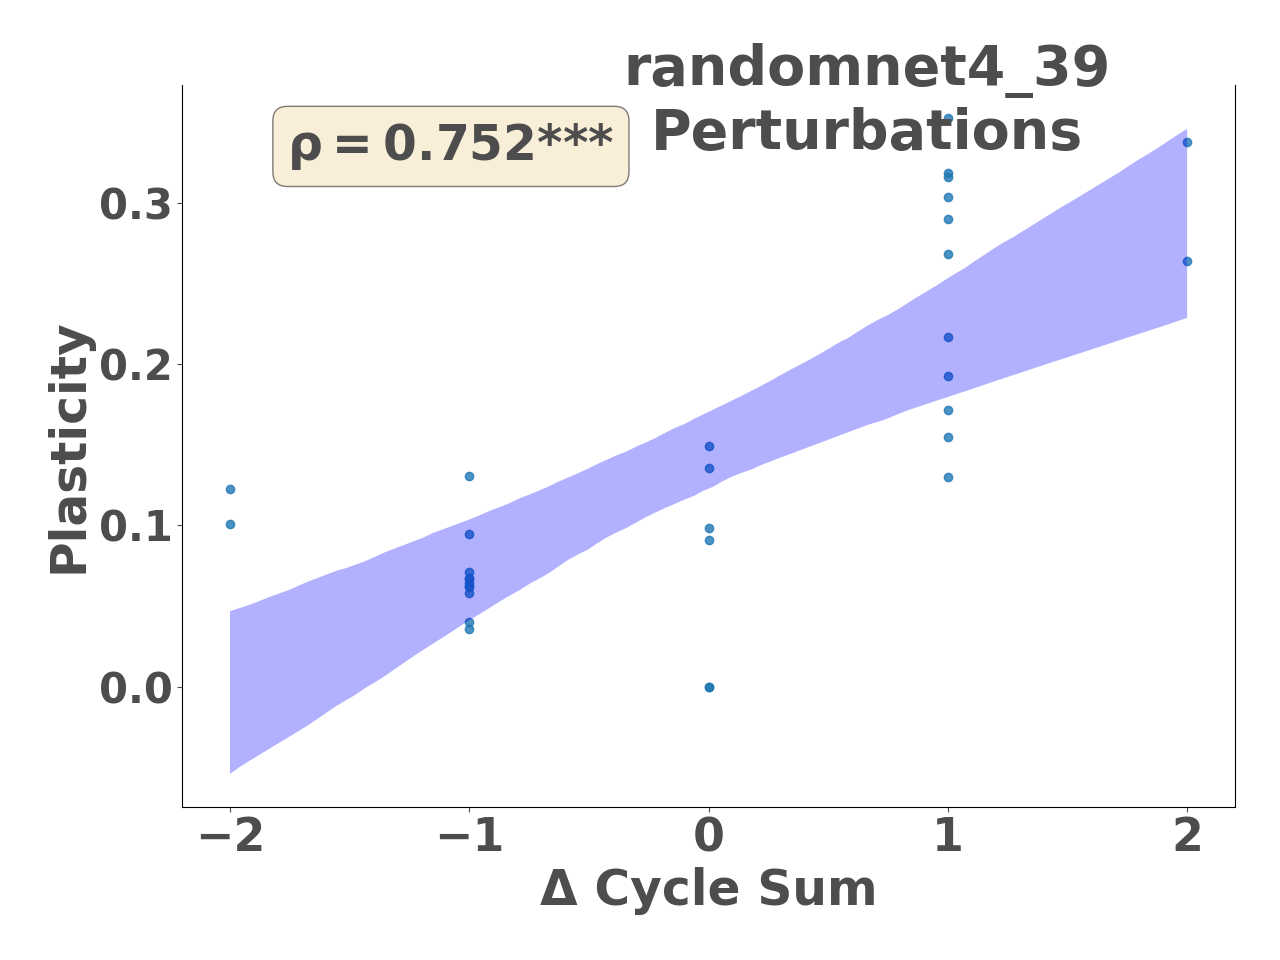 randomnet4_39
Perturbations
ρ = 0.752***
Plasticity
0.3
0.2
0.1
0.0
−2 −1 0 1 2
Δ Cycle Sum